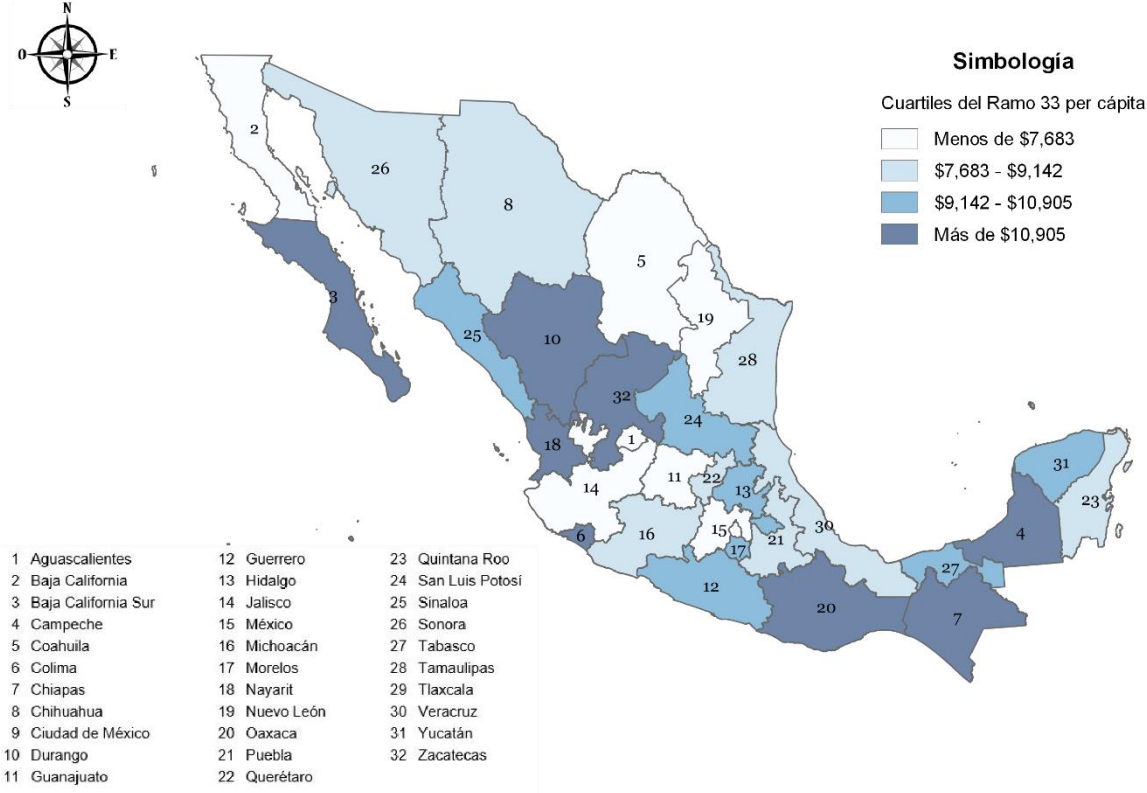 N
O
E
S
Simbología
Cuartiles del Ramo 33 per cápita
Menos de $7,683
$7,683 - $9,142
$9,142 - $10,905
Más de $10,905
2
26
8
5
3
19
25
10
28
32
24
18
1
31
11
22
13
14
23
30
16
15
4
6
17
21
27
12
20
7
1 Aguascalientes
2 Baja California
3 Baja California Sur
4 Campeche
5 Coahuila
6 Colima
7 Chiapas
8 Chihuahua
9 Ciudad de México
10 Durango
11 Guanajuato
12 Guerrero
13 Hidalgo
14 Jalisco
15 México
16 Michoacán
17 Morelos
18 Nayarit
19 Nuevo León
20 Oaxaca
21 Puebla
22 Querétaro
23 Quintana Roo
24 San Luis Potosí
25 Sinaloa
26 Sonora
27 Tabasco
28 Tamaulipas
29 Tlaxcala
30 Veracruz
31 Yucatán
32 Zacatecas